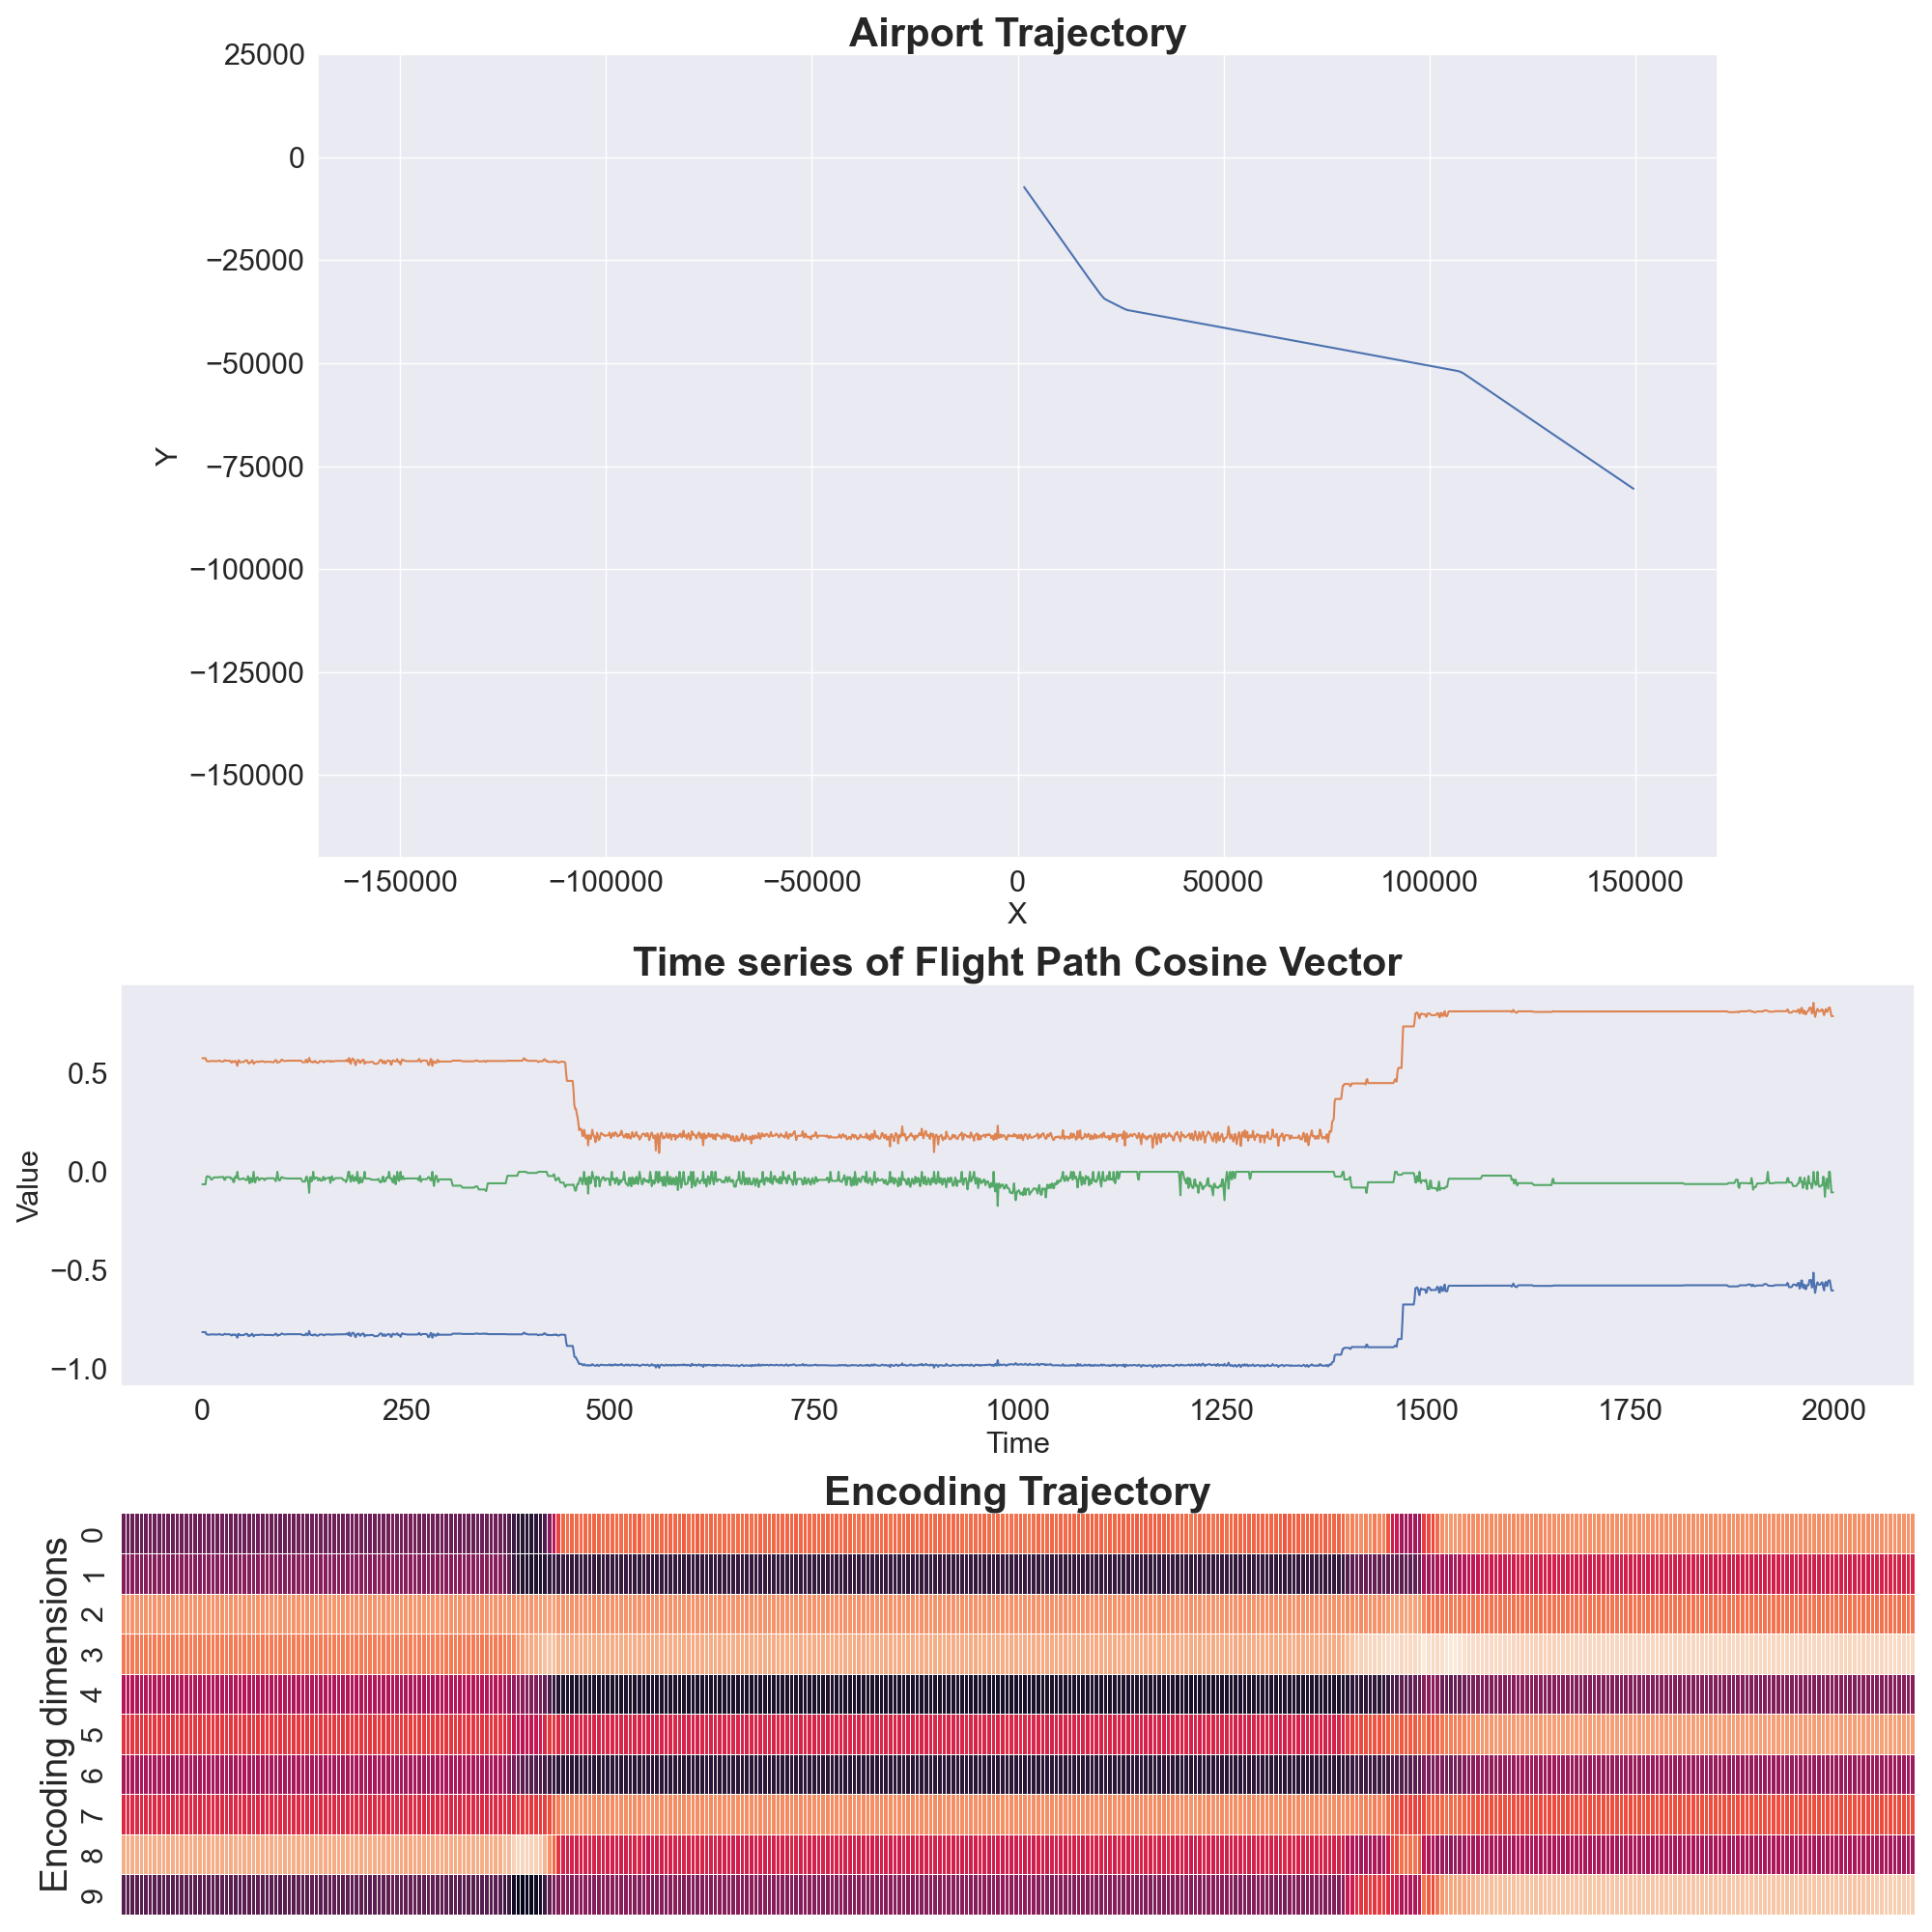 Airport Trajectory
25000
0
−25000
−50000
−75000
−100000
−125000
−150000
Y
−150000 −100000 −50000 0 50000 100000 150000
X
Time series of Flight Path Cosine Vector
0.5
0.0
−0.5
−1.0
Value
0 250 500 750 1000 1250 1500 1750 2000
Time
Encoding Trajectory
Encoding dimensions
0
1
2
3
4
5
6
7
8
9